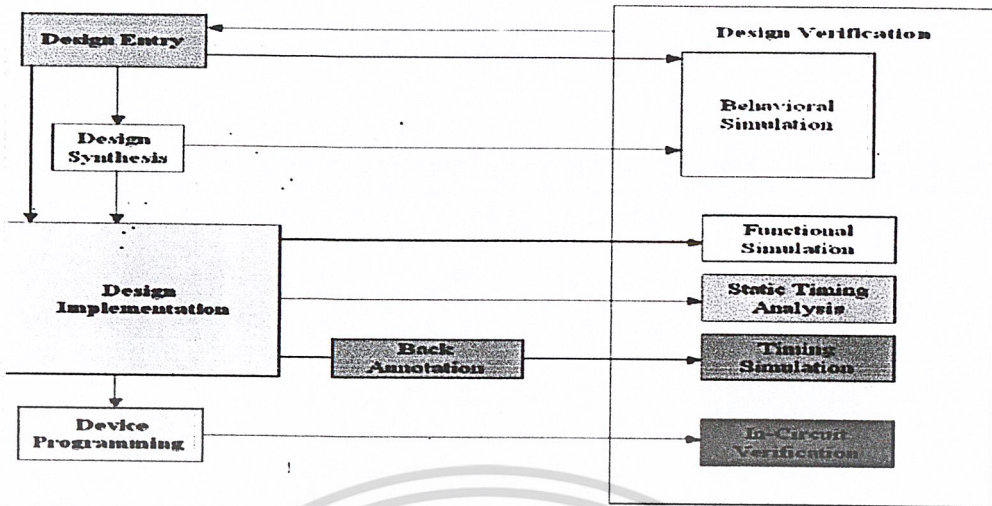 Design Entry
Design Verification
Behavioral
Simulation
Design
Synthesis
Functional
Simulation
Design
Implementation
Static Timing
Analysis
Back
Annotation
Timing
Simulation
Device
Programming
In-Circuit
Verification